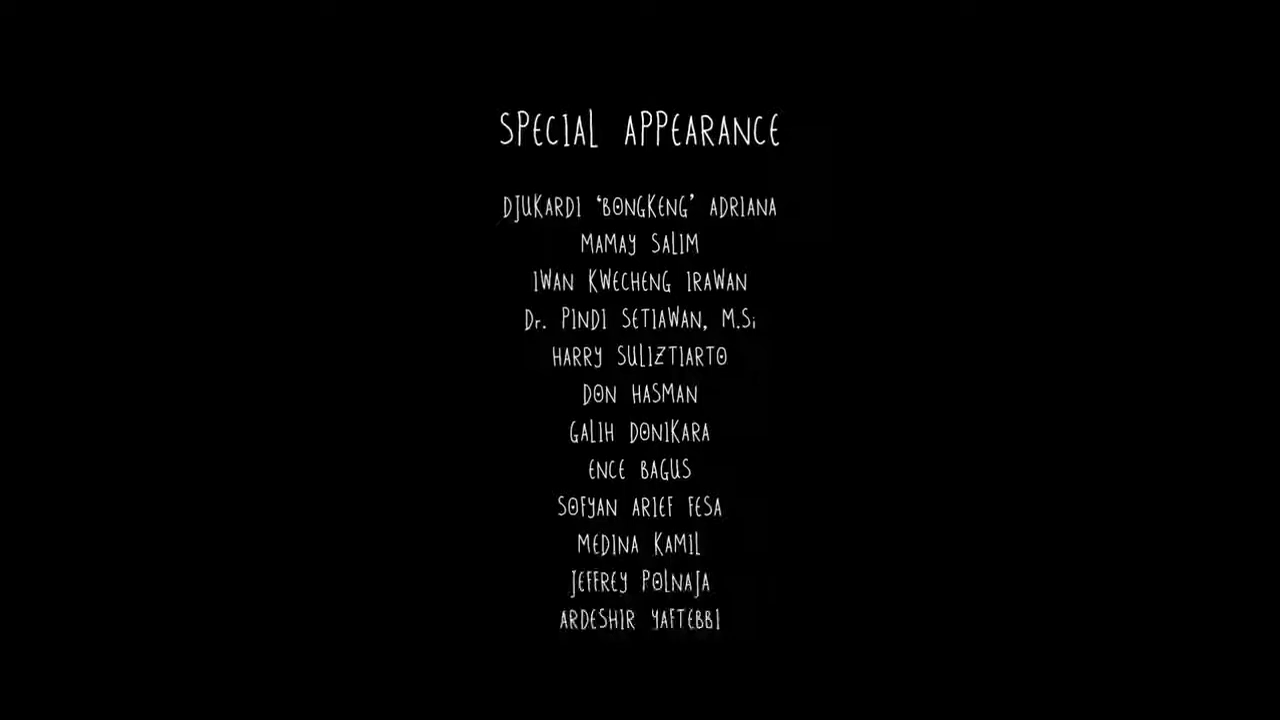 SPECIAL APPEARANCE
DJUKARDI 'BONGKENG' ADRIANA
MAMAY SALIM
IWAN KWECHENG IRAWAN
Dr. PINDI SETIAWAN, M.Si
HARRY SULIZTIARTO
DON HASMAN
GALIH DONIKARA
ENCE BAGUS
SOFYAN ARIEF FESA
MEDINA KAMIL
JEFFREY POLNAJA
ARDESHIR YAFTEBBI